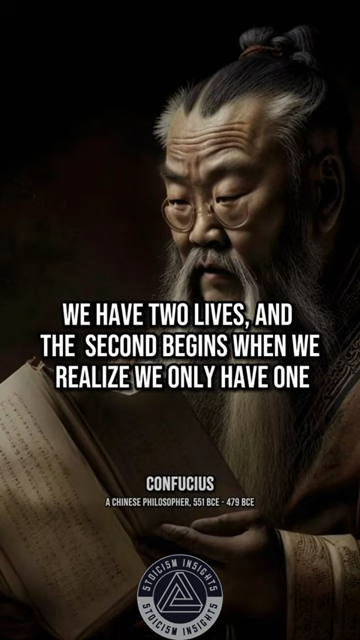 WE HAVE TWO LIVES, AND
THE SECOND BEGINS WHEN WE
REALIZE WE ONLY HAVE ONE
CONFUCIUS
A CHINESE PHILOSOPHER, 551 BCE - 479 BCE
STOICISM INSIGHTS
STOICISM INSIGHTS